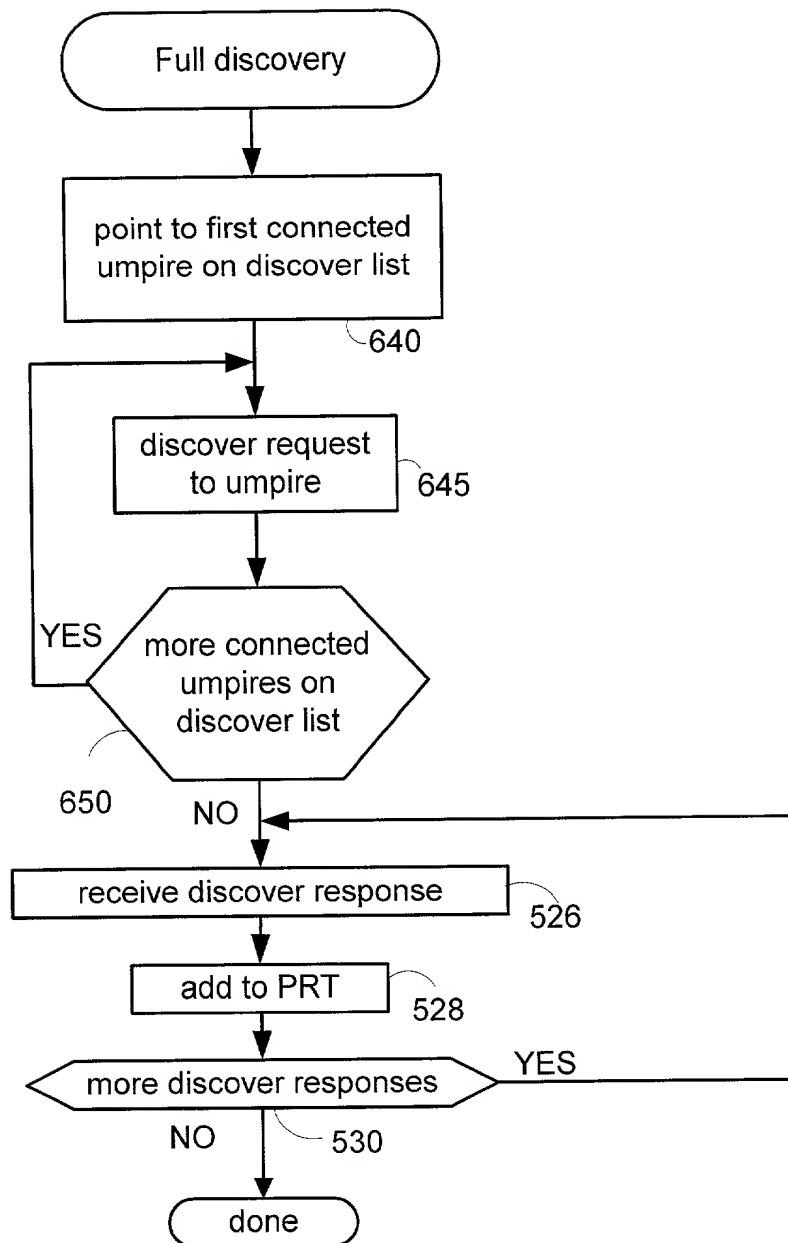 Full discovery
point to first connected
umpire on discover list
640
discover request
to umpire
645
YES
more connected
umpires on
discover list
650
NO
receive discover response
526
add to PRT
528
more discover responses
YES
NO
530
done